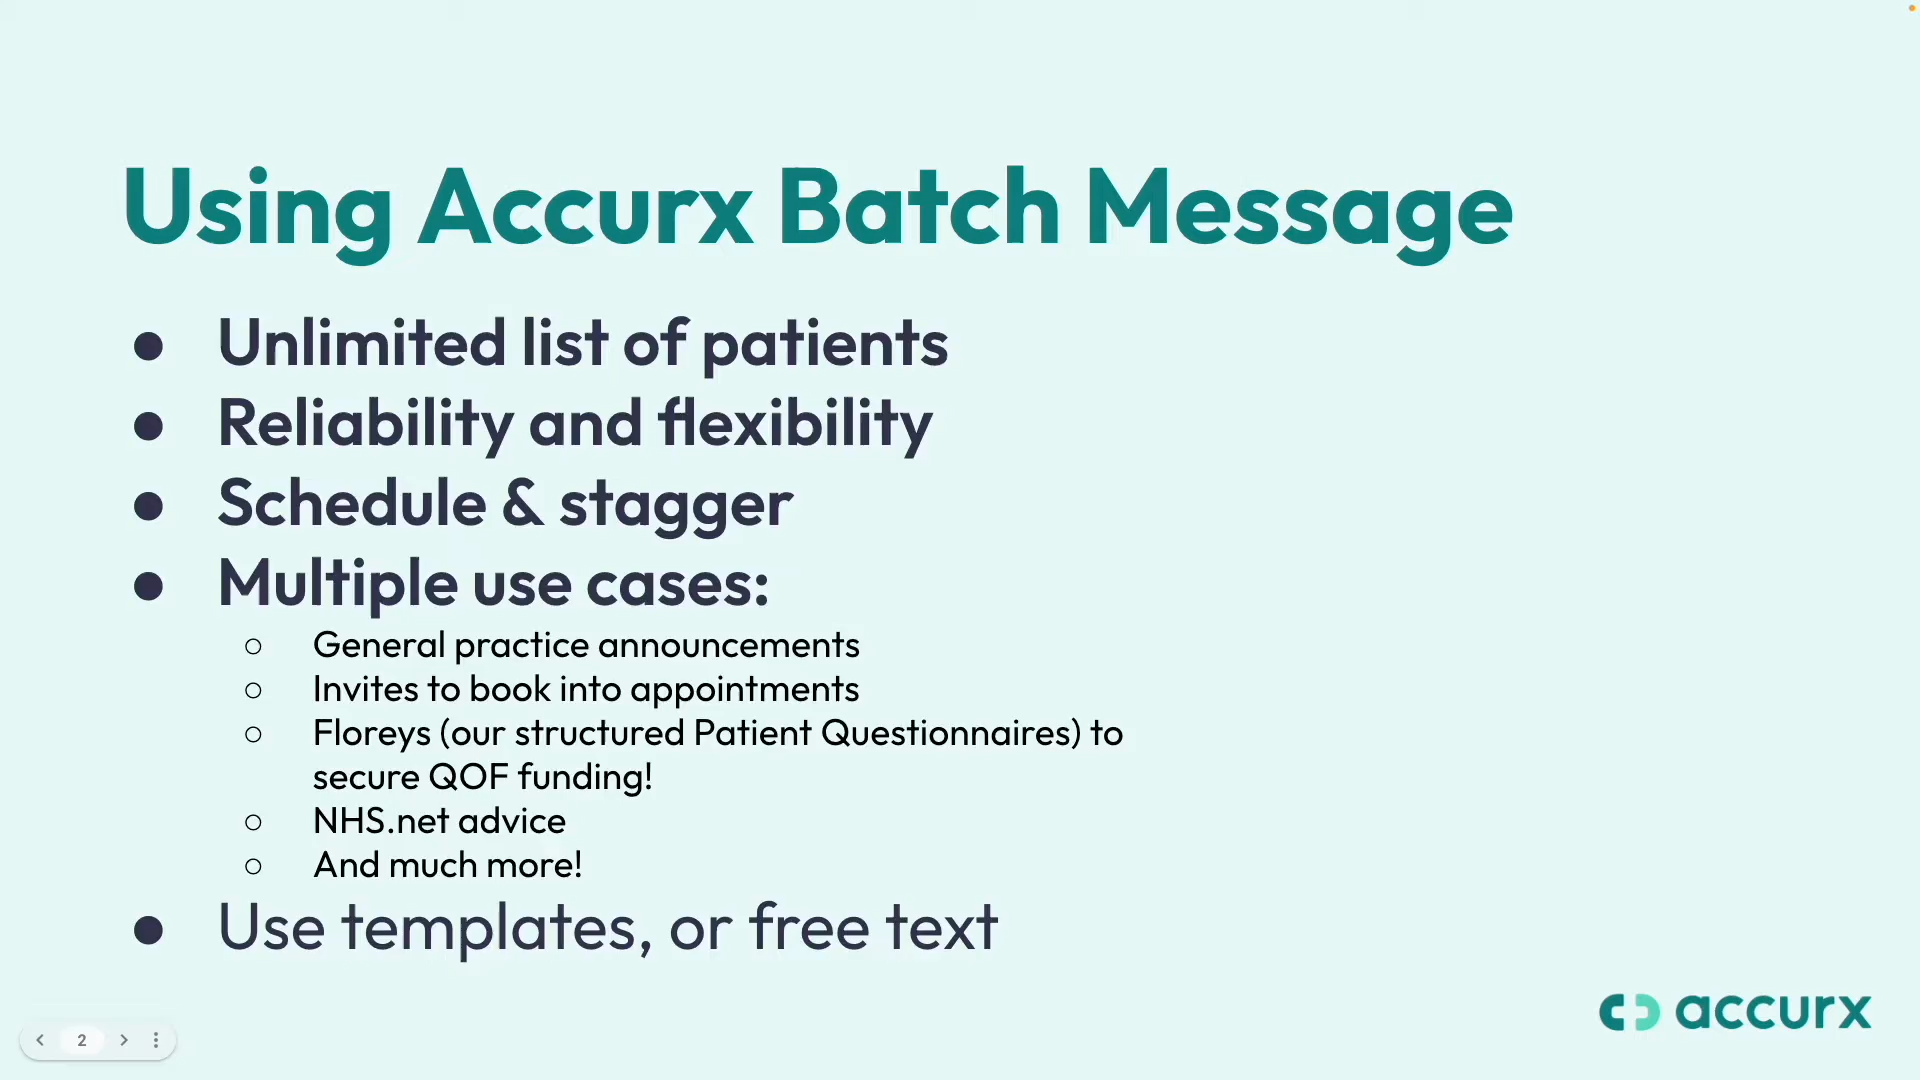 Using Accurx Batch Message
● Unlimited list of patients
● Reliability and flexibility
● Schedule & stagger
● Multiple use cases:
○ General practice announcements
○ Invites to book into appointments
○ Floreys (our structured Patient Questionnaires) to
secure QOF funding!
○ NHS.net advice
○ And much more!
● Use templates, or free text
accurx
2